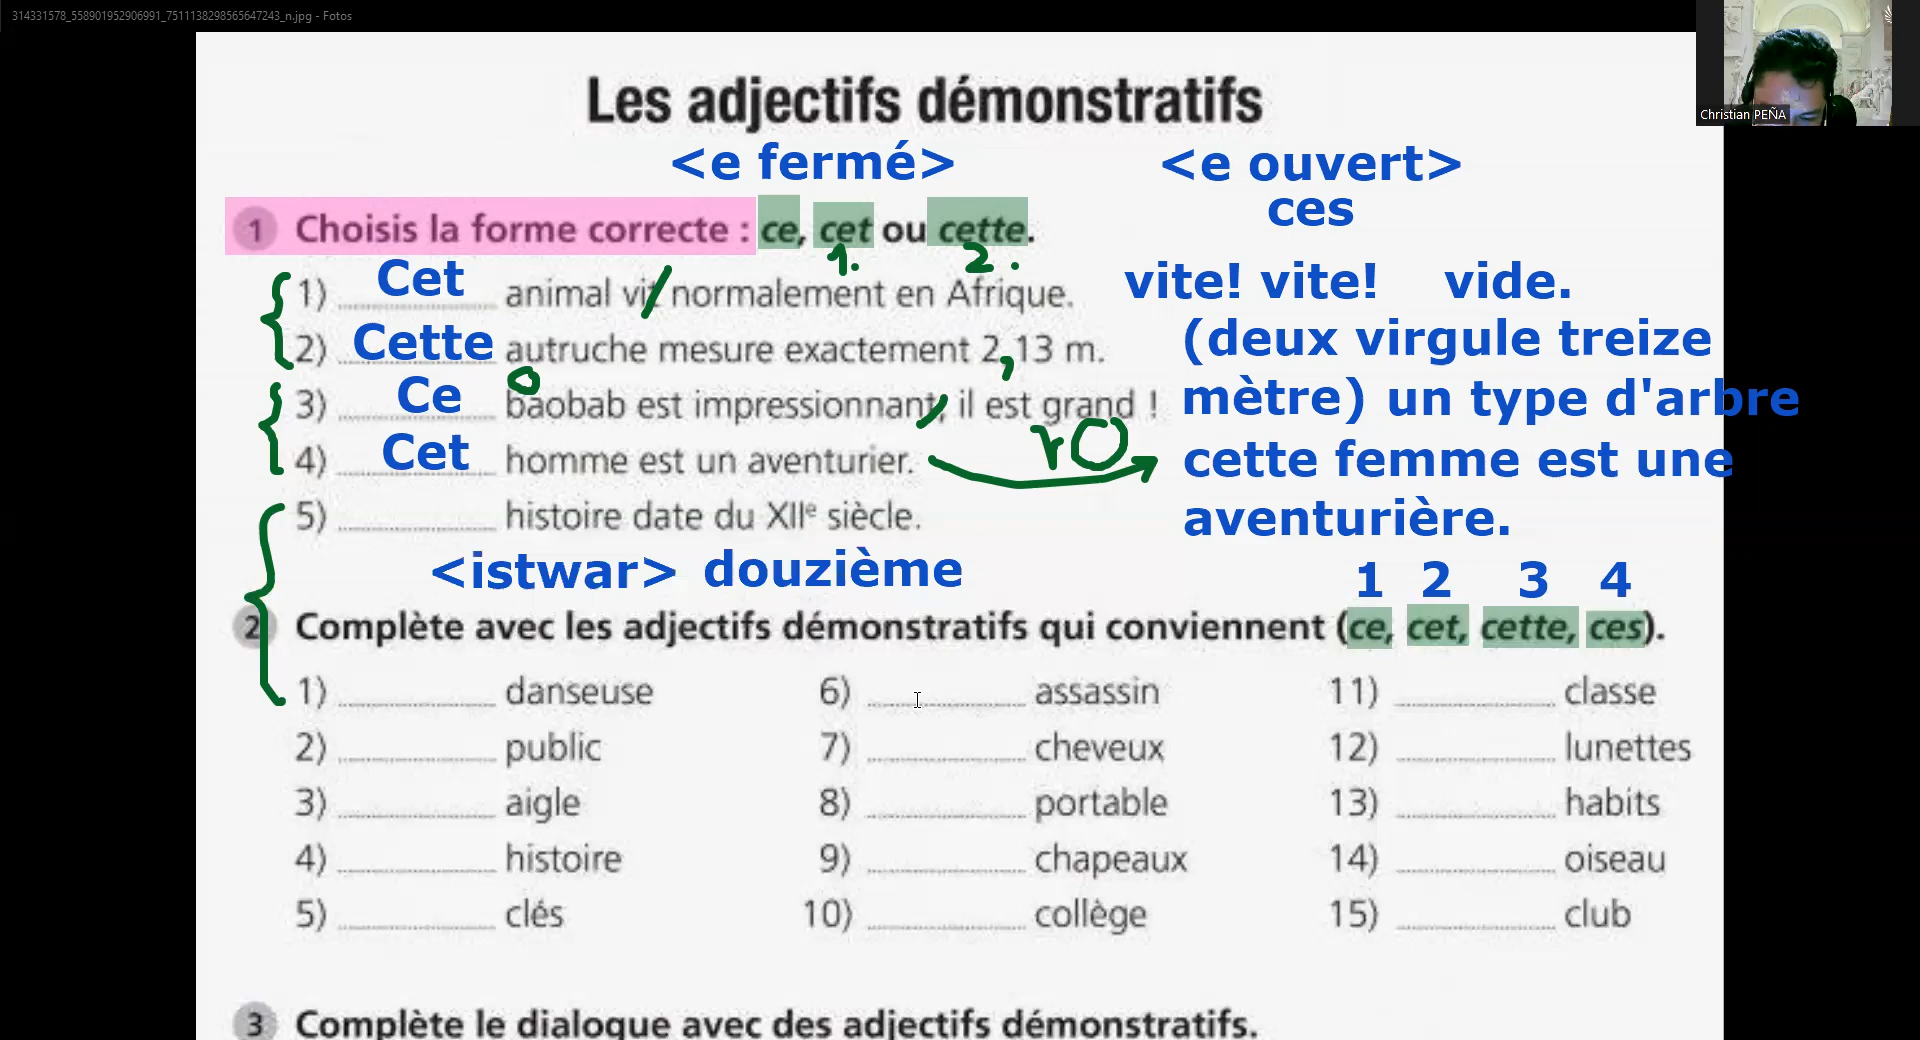 314331578_558901952906991_7511138298565647243_n.jpg - Fotos
Christian PEÑA
Les adjectifs démonstratifs
<e fermé> <e ouvert>
ces
1 Choisis la forme correcte : ce, cet ou cette.
1. 2.
1) Cet animal vit normalement en Afrique. vite! vite! vide.
2) Cette autruche mesure exactement 2,13 m. (deux virgule treize
3) Ce baobab est impressionnant, il est grand ! mètre) un type d'arbre
4) Cet homme est un aventurier. cette femme est une
5) histoire date du XIIe siècle. aventurière.
<istwar> douzième
1 2 3 4
2 Complète avec les adjectifs démonstratifs qui conviennent (ce, cet, cette, ces).
1) danseuse 6) assassin 11) classe
2) public 7) cheveux 12) lunettes
3) aigle 8) portable 13) habits
4) histoire 9) chapeaux 14) oiseau
5) clés 10) collège 15) club
3 Complète le dialogue avec des adjectifs démonstratifs.